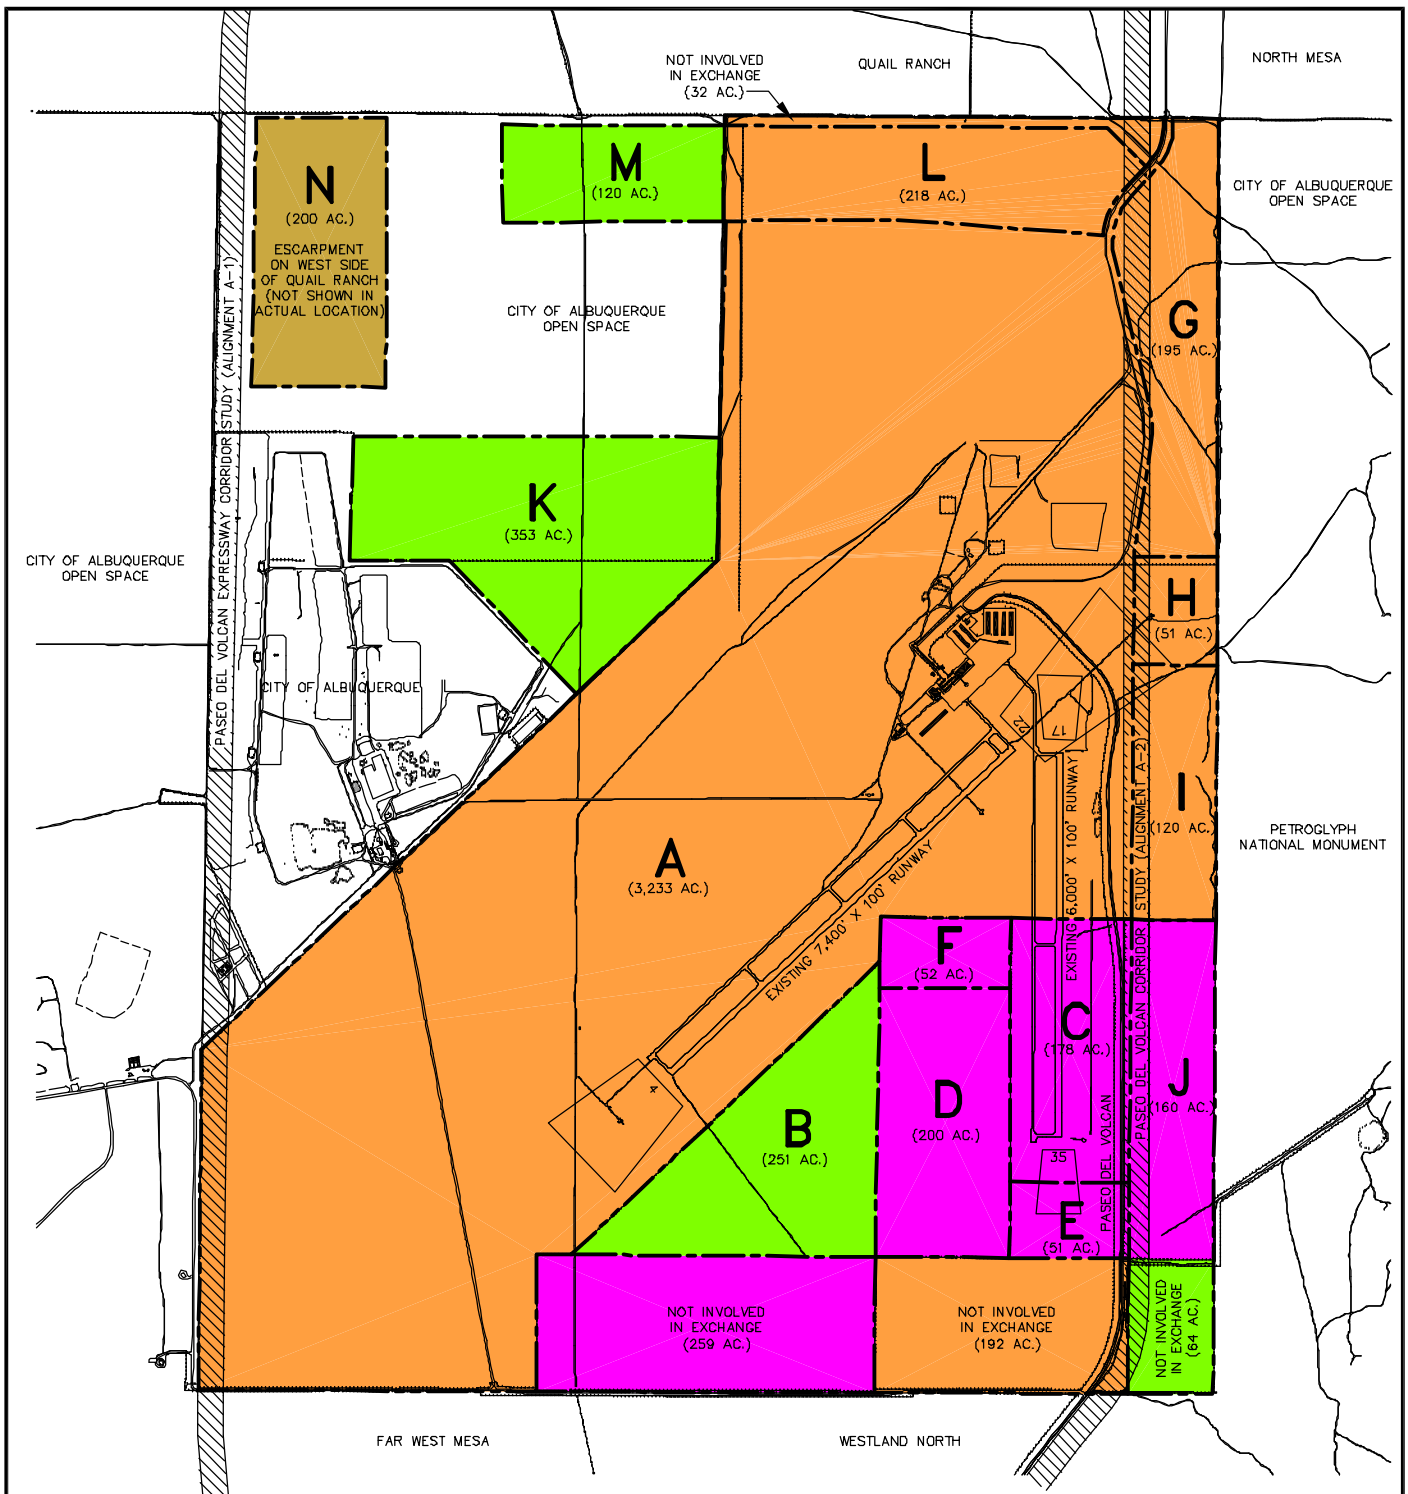 NOT INVOLVED
IN EXCHANGE
(32 AC.)
QUAIL RANCH
NORTH MESA
N
(200 AC.)
ESCARPMENT
ON WEST SIDE
OF QUAIL RANCH
(NOT SHOWN IN
ACTUAL LOCATION)
M
(120 AC.)
L
(218 AC.)
CITY OF ALBUQUERQUE
OPEN SPACE
CITY OF ALBUQUERQUE
OPEN SPACE
G
(195 AC.)
PASEO DEL VOLCAN EXPRESSWAY CORRIDOR STUDY (ALIGNMENT A-1)
K
(353 AC.)
CITY OF ALBUQUERQUE
OPEN SPACE
H
(51 AC.)
CITY OF ALBUQUERQUE
22
17
I
(120 AC.)
PETROGLYPH
NATIONAL MONUMENT
A
(3,233 AC.)
EXISTING 7,400' X 100' RUNWAY
EXISTING 6,000' X 100' RUNWAY
PASEO DEL VOLCAN CORRIDOR STUDY (ALIGNMENT A-2)
F
(52 AC.)
C
(178 AC.)
J
(160 AC.)
4
B
(251 AC.)
D
(200 AC.)
35
PASEO DEL VOLCAN
E
(51 AC.)
NOT INVOLVED
IN EXCHANGE
(259 AC.)
NOT INVOLVED
IN EXCHANGE
(192 AC.)
NOT INVOLVED
IN EXCHANGE
(64 AC.)
FAR WEST MESA
WESTLAND NORTH